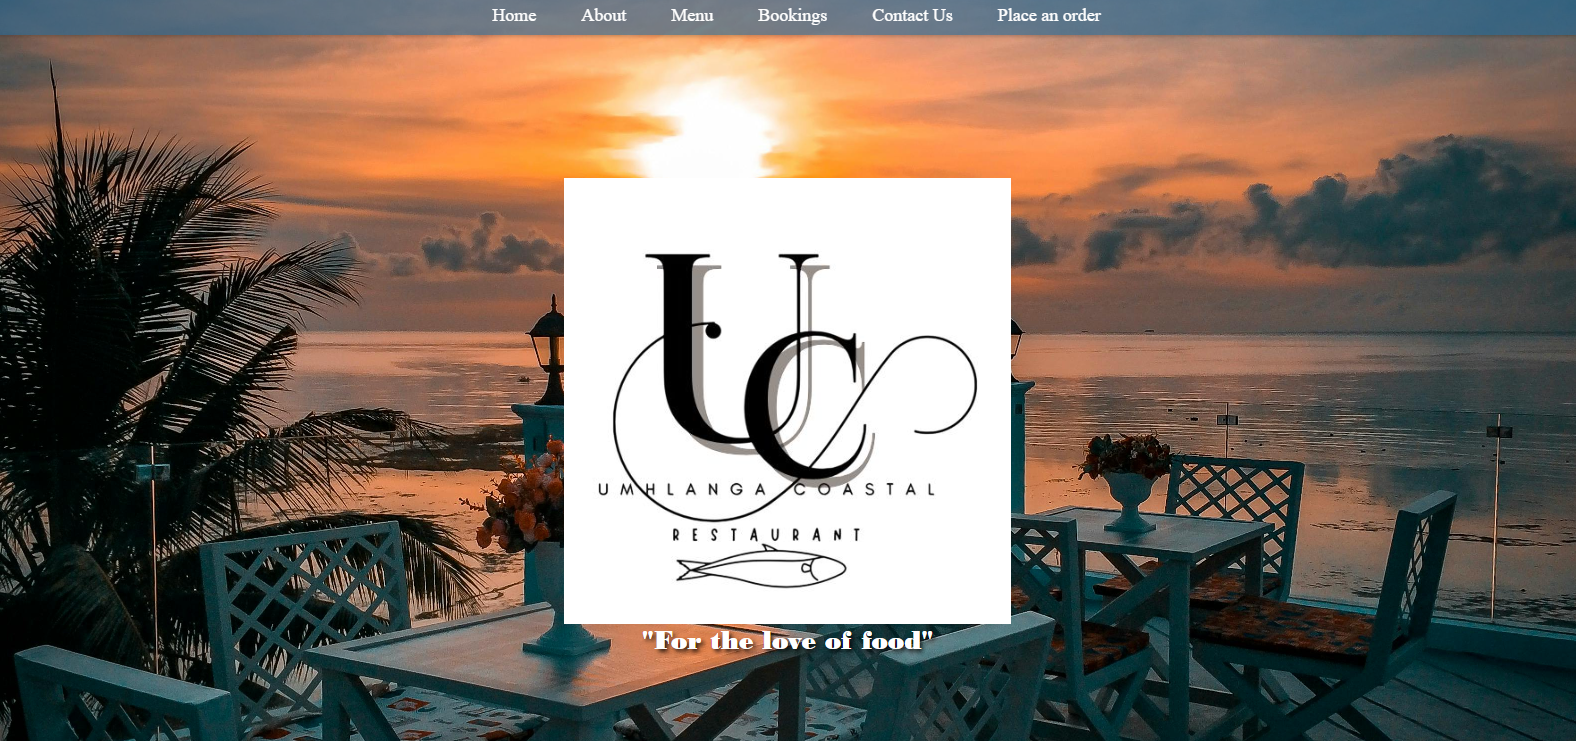 Home About Menu Bookings Contact Us Place an order
UC
UMHLANGA COASTAL
RESTAURANT
"For the love of food"